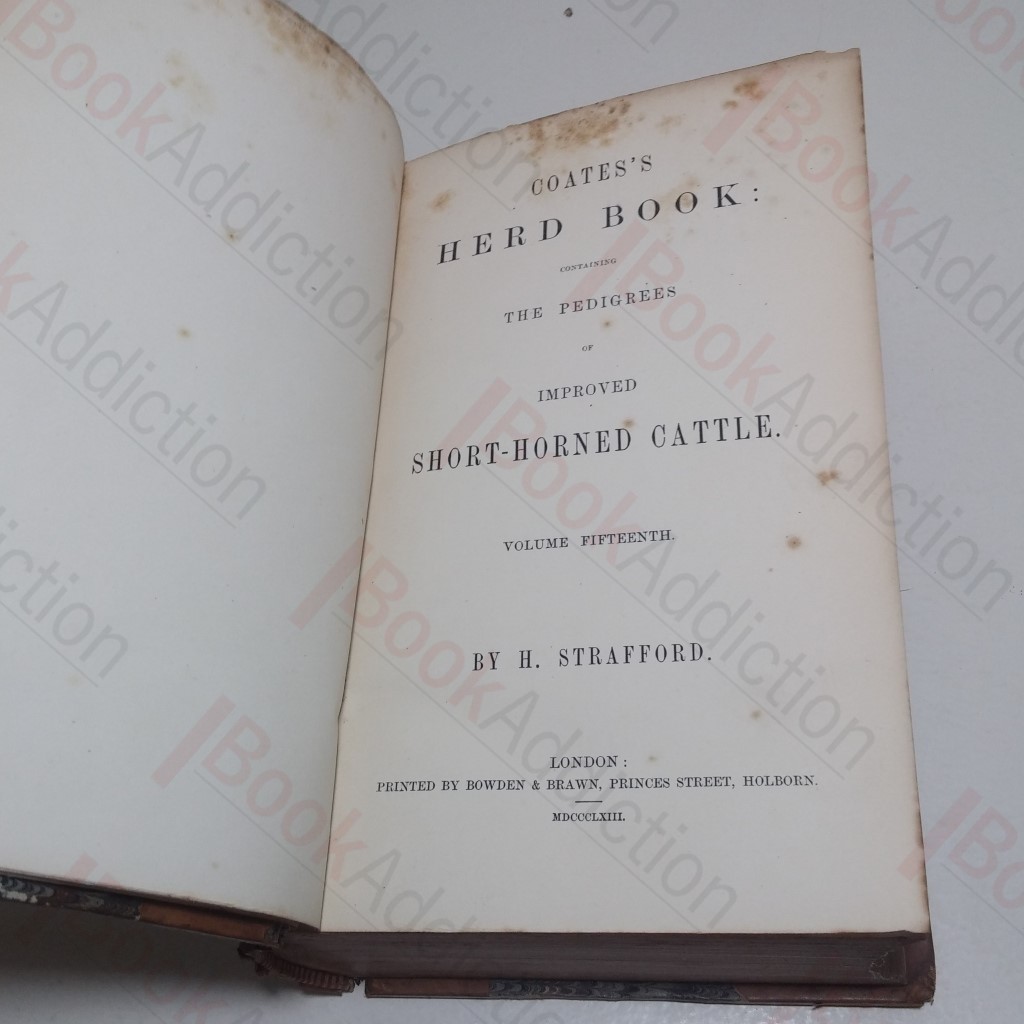 COATES'S
HERD BOOK:
CONTAINING
THE PEDIGREES
OF
IMPROVED
SHORT-HORNED CATTLE.
VOLUME FIFTEENTH.
BY H. STRAFFORD.
LONDON:
PRINTED BY BOWDEN & BRAWN, PRINCES STREET, HOLBORN.
MDCCCLXIII.
BookAddiction